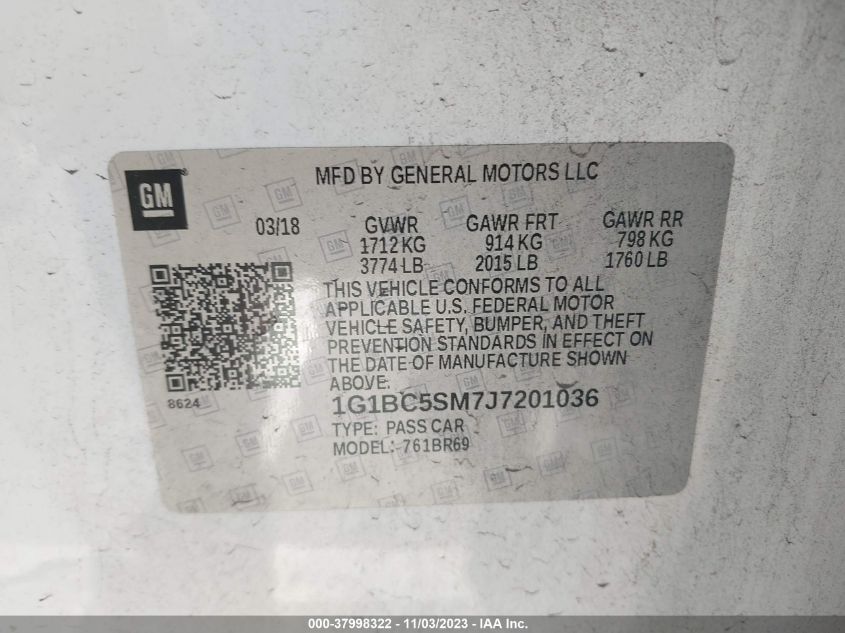 GM
MFD BY GENERAL MOTORS LLC
03/18 GVWR GAWR FRT GAWR RR
1712 KG 914 KG 798 KG
3774 LB 2015 LB 1760 LB
THIS VEHICLE CONFORMS TO ALL
APPLICABLE U.S. FEDERAL MOTOR
VEHICLE SAFETY, BUMPER, AND THEFT
PREVENTION STANDARDS IN EFFECT ON
THE DATE OF MANUFACTURE SHOWN
ABOVE.
8624
1G1BC5SM7J7201036
TYPE: PASS CAR
MODEL: 761BR69
000-37998322 - 11/03/2023 - IAA Inc.